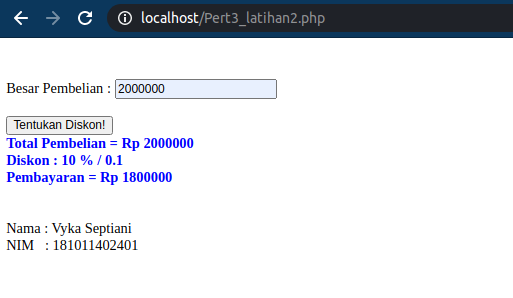 localhost/Pert3_latihan2.php
Besar Pembelian : 2000000
Tentukan Diskon!
Total Pembelian = Rp 2000000
Diskon : 10 % / 0.1
Pembayaran = Rp 1800000
Nama : Vyka Septiani
NIM : 181011402401